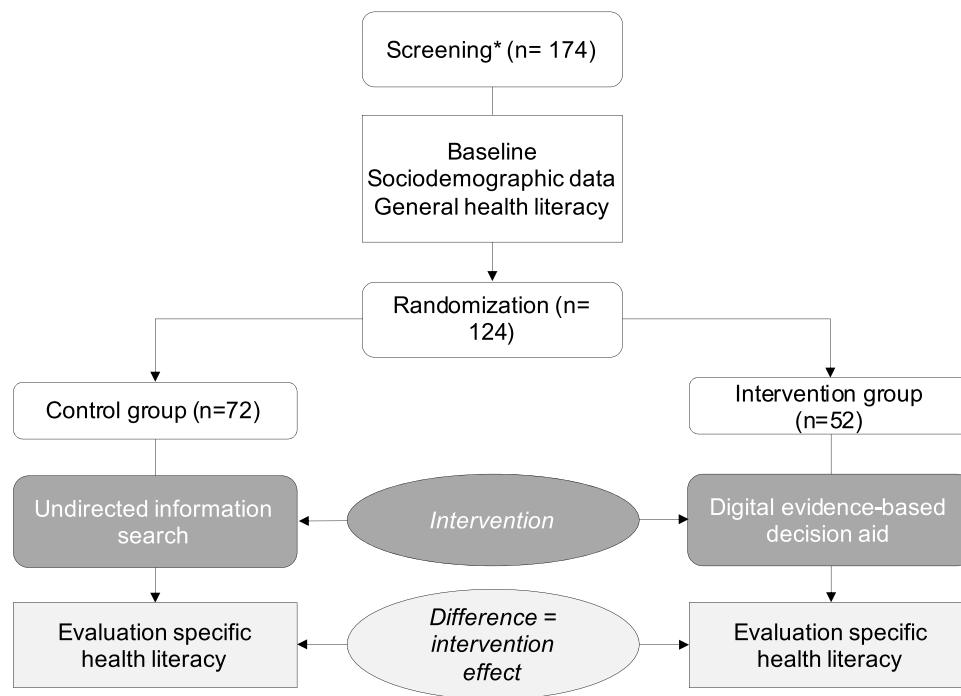 Screening* (n= 174)
Baseline
Sociodemographic data
General health literacy
Randomization (n=
124)
Control group (n=72)
Intervention group
(n=52)
Undirected information
search
Intervention
Digital evidence-based
decision aid
Evaluation specific
health literacy
Difference =
intervention
effect
Evaluation specific
health literacy